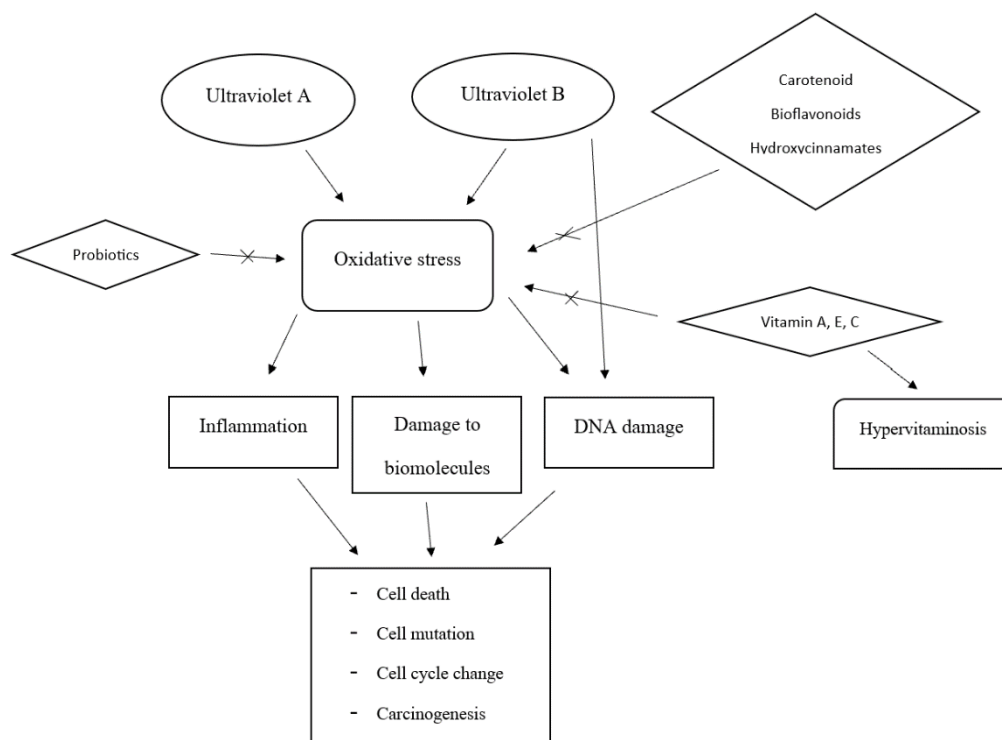 Ultraviolet A
Ultraviolet B
Carotenoid
Bioflavonoids
Hydroxycinnamates
Probiotics
Oxidative stress
Vitamin A, E, C
Inflammation
Damage to
biomolecules
DNA damage
Hypervitaminosis
- Cell death
- Cell mutation
- Cell cycle change
- Carcinogenesis